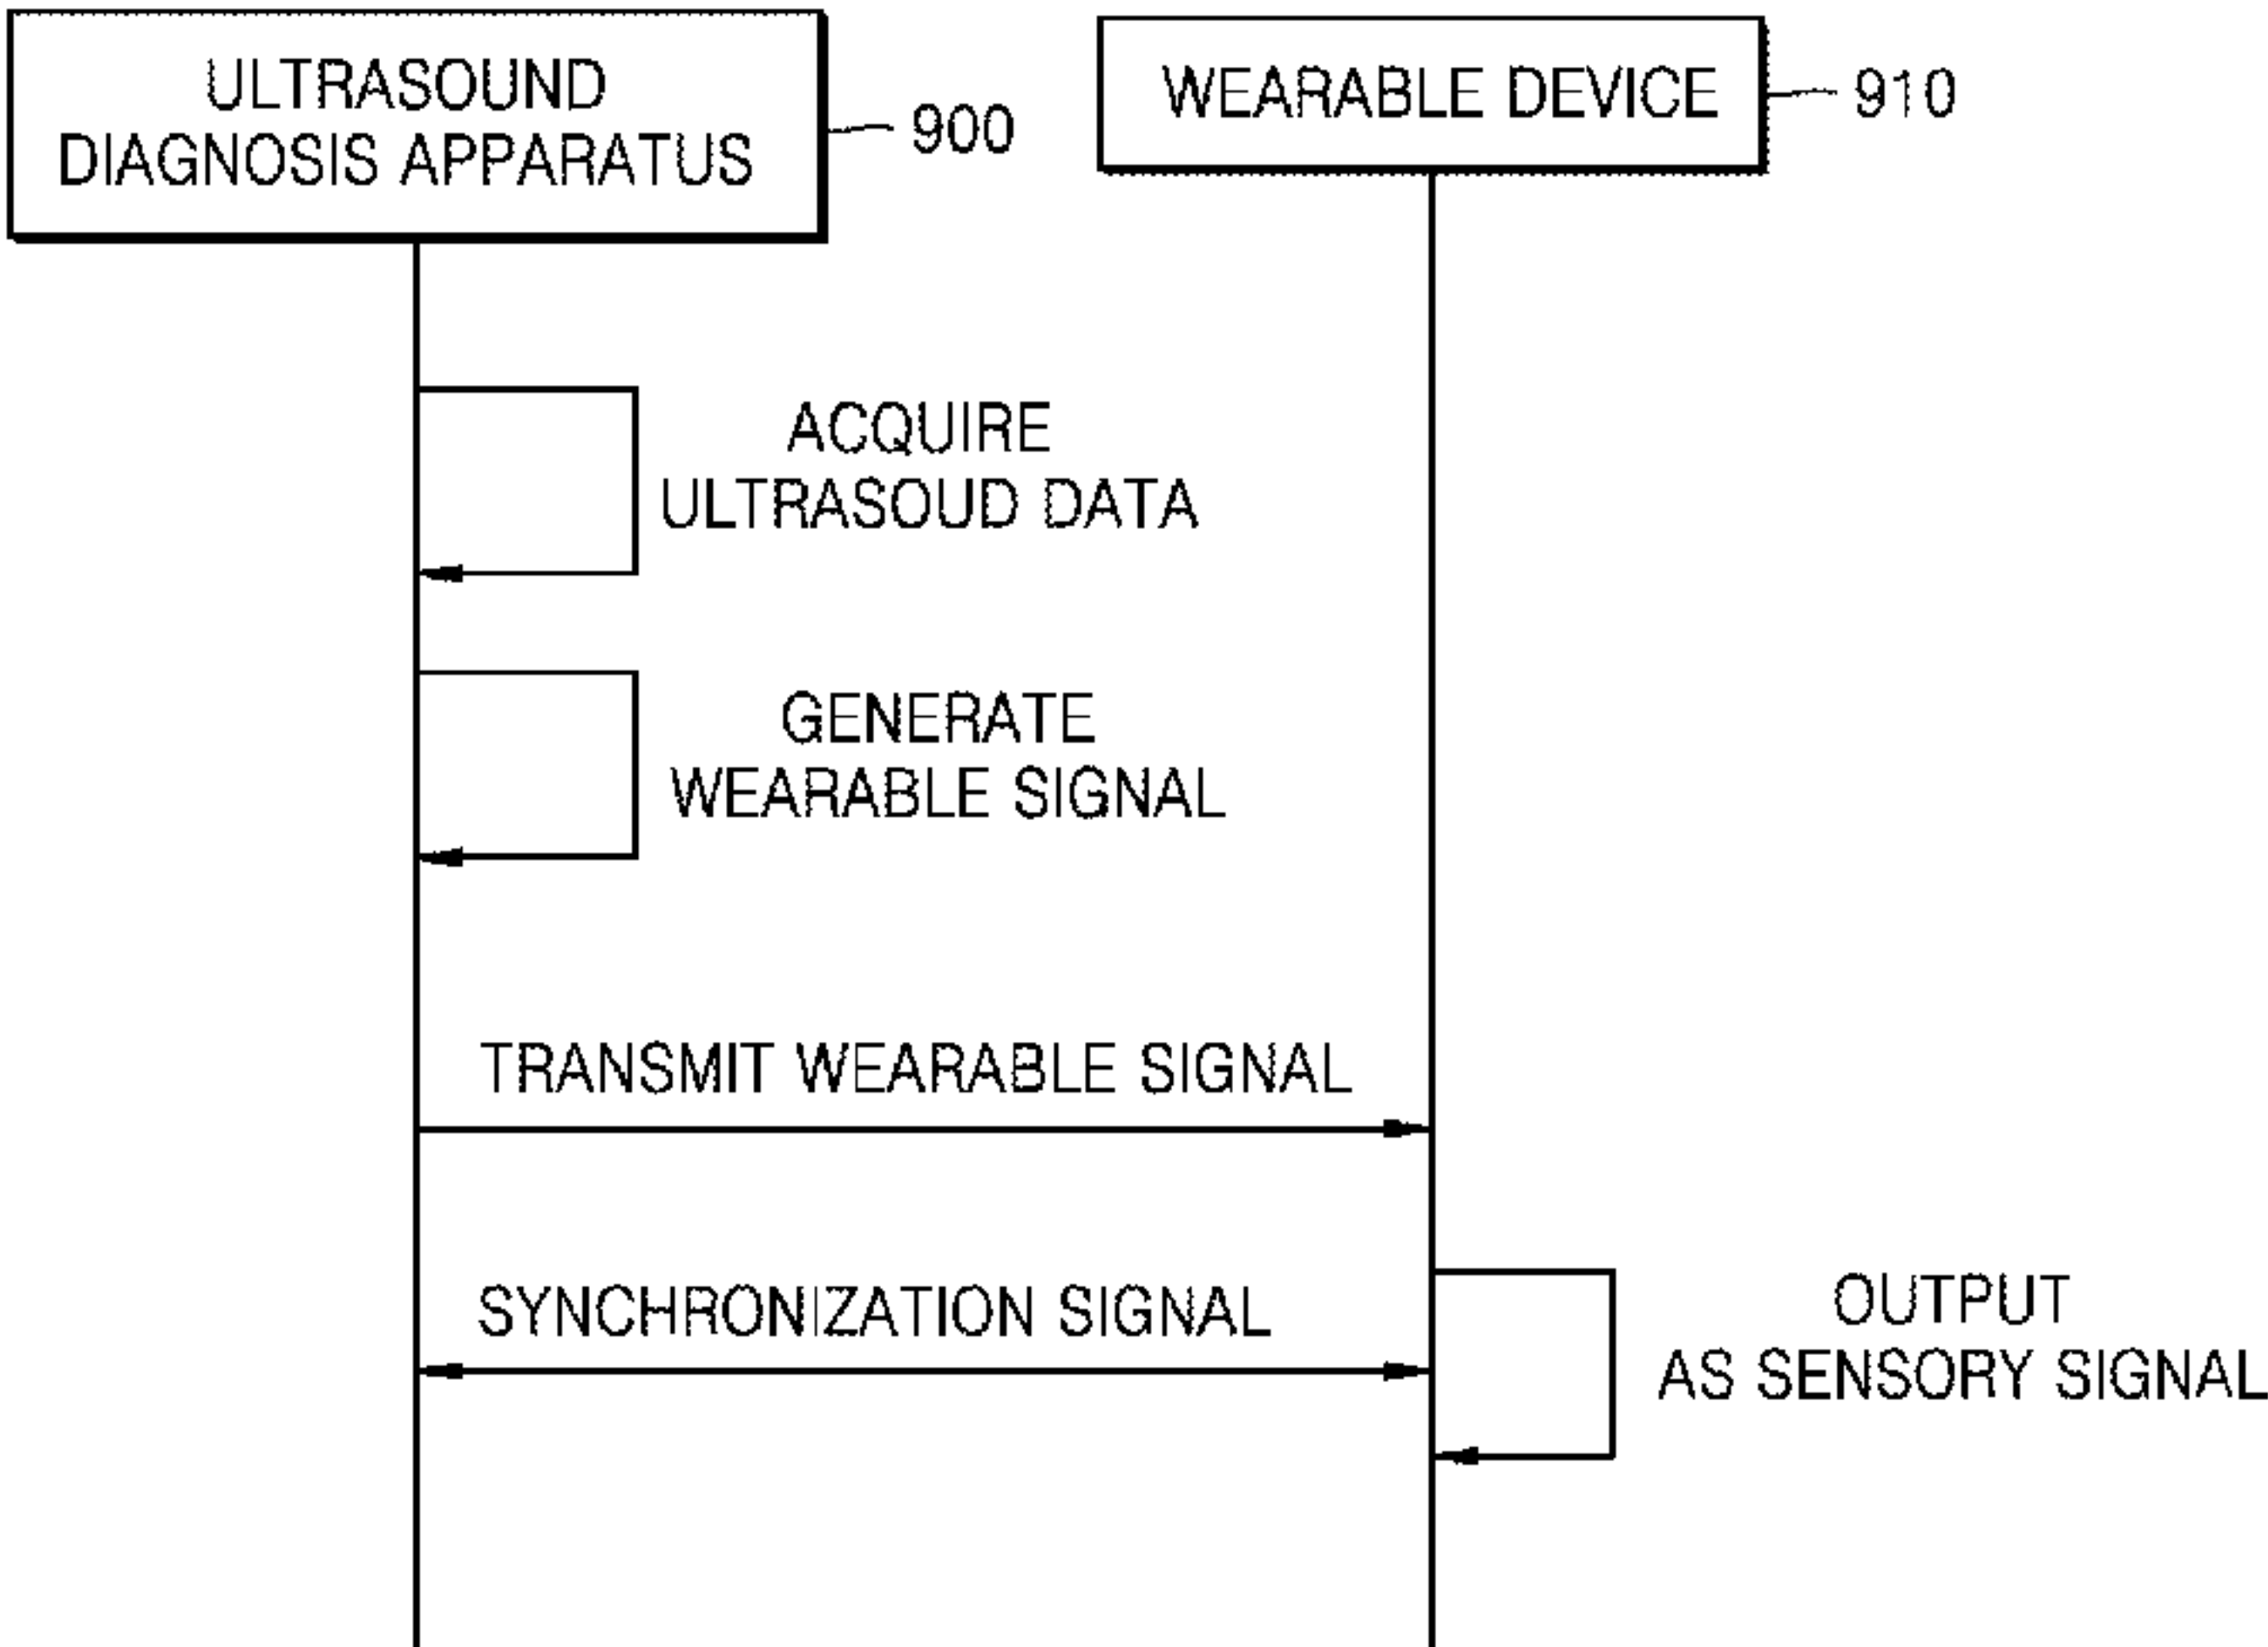 ULTRASOUND
DIAGNOSIS APPARATUS
900
WEARABLE DEVICE
910
ACQUIRE
ULTRASOUD DATA
GENERATE
WEARABLE SIGNAL
TRANSMIT WEARABLE SIGNAL
SYNCHRONIZATION SIGNAL
OUTPUT
AS SENSORY SIGNAL